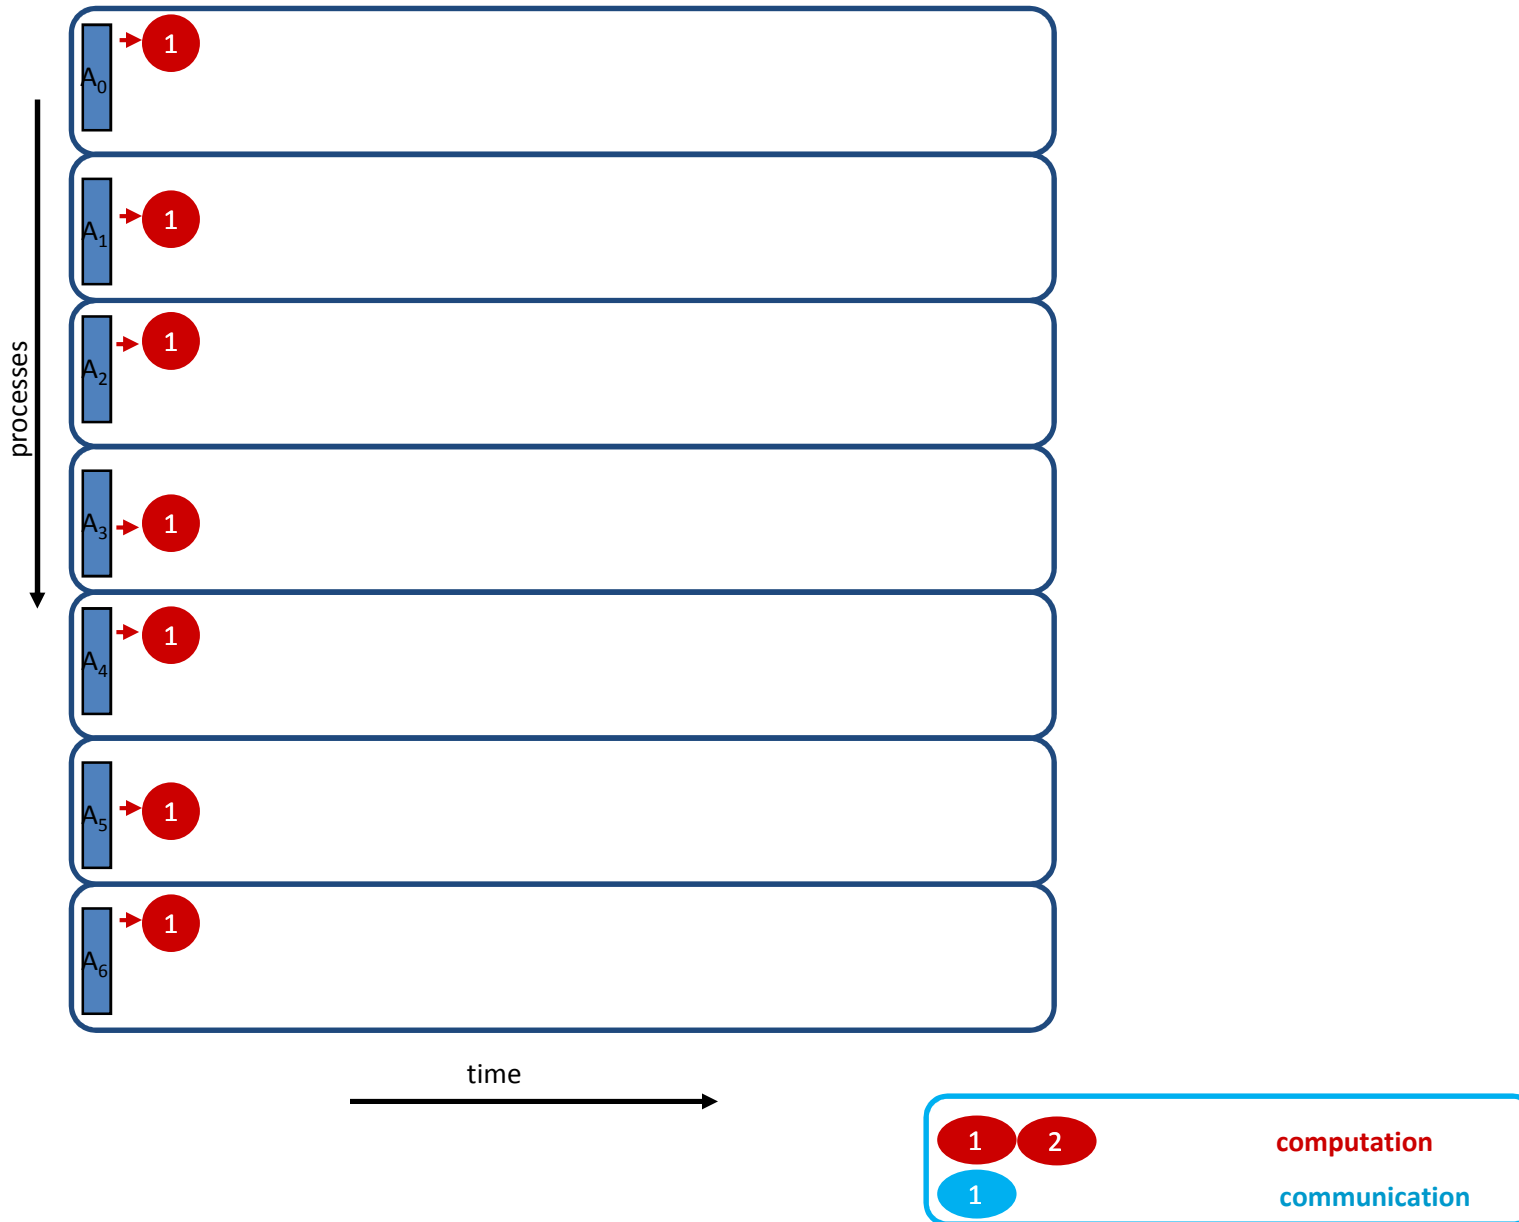 A0 1
A1 1
processes
A2 1
A3 1
A4 1
A5 1
A6 1
time
1 2 computation
1 communication